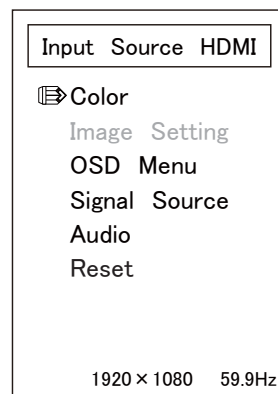 Input Source HDMI
Color
Image Setting
OSD Menu
Signal Source
Audio
Reset
1920×1080 59.9Hz